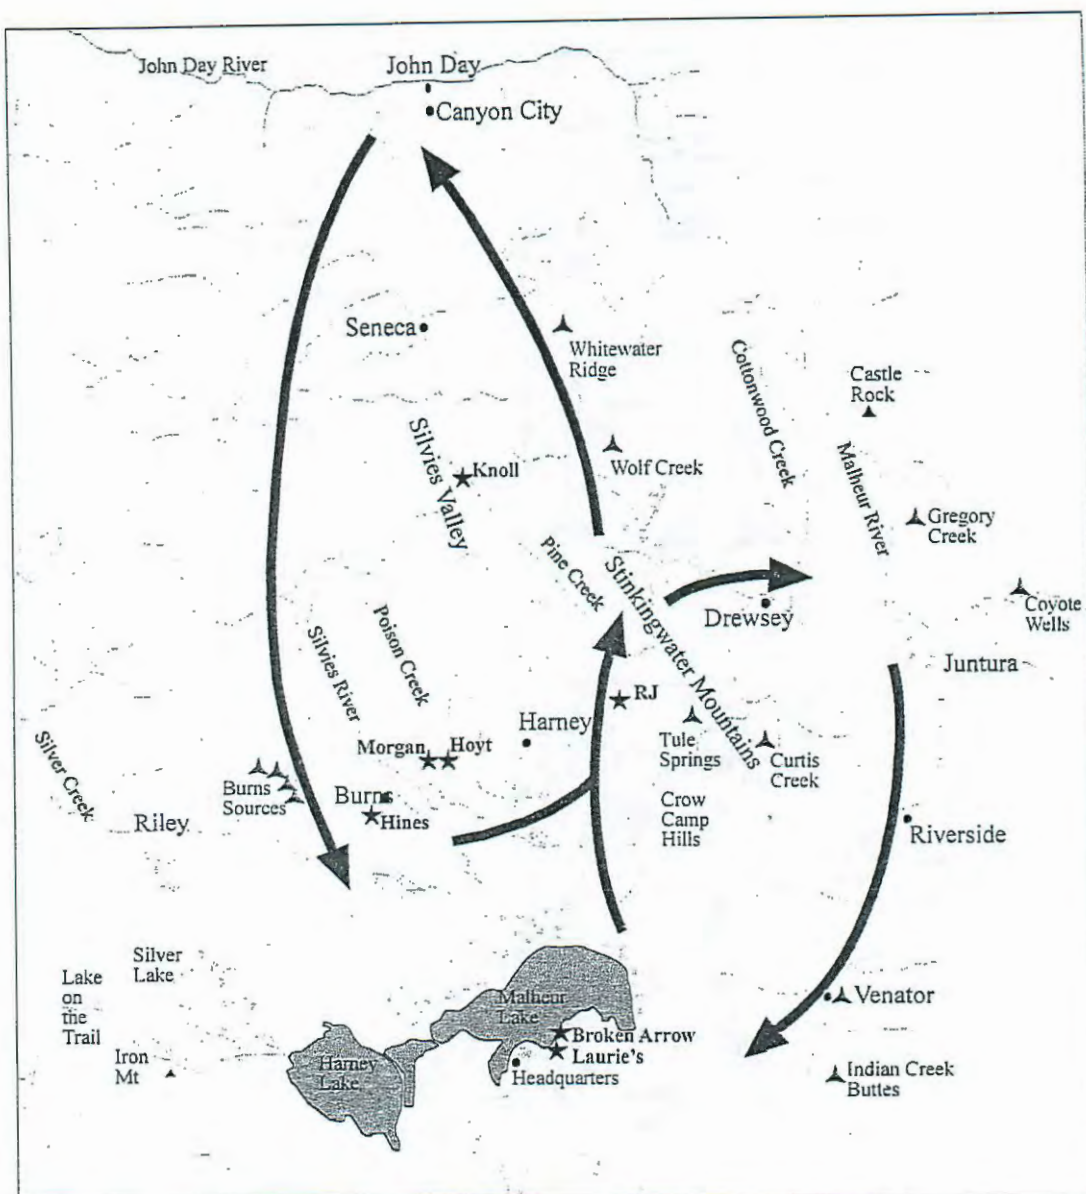 John Day River
John Day
Canyon City
Seneca
Whitewater
Ridge
Cottonwood Creek
Castle
Rock
Silvies Valley
Knoll
Wolf Creek
Malheur River
Gregory
Creek
Pine Creek
Stinkingwater Mountains
Drewsey
Coyote
Wells
Poison Creek
Silvies River
Juntura
RJ
Harney
Silver Creek
Morgan
Hoyt
Tule
Springs
Curtis
Creek
Burns
Sources
Burns
Hines
Crow
Camp
Hills
Riley
Riverside
Silver
Lake
Lake
on
the
Trail
Malheur
Lake
Venator
Broken Arrow
Laurie's
Iron
Mt
Harney
Lake
Headquarters
Indian Creek
Buttes